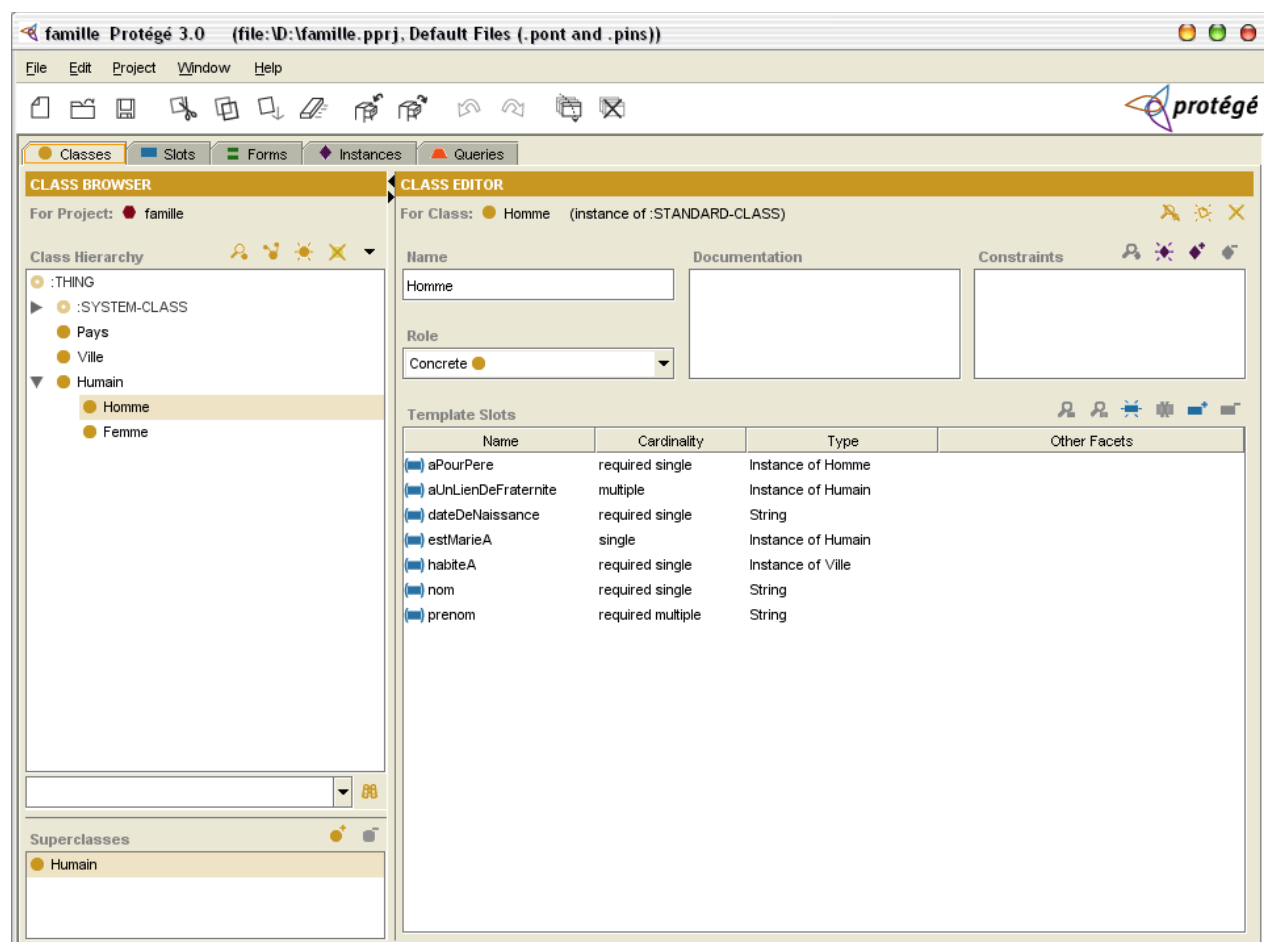 famille Protégé 3.0 (file:\D:\famille.pprj, Default Files (.pont and .pins))
File Edit Project Window Help
protégé
Classes Slots Forms Instances Queries
CLASS BROWSER
For Project: famille
Class Hierarchy
:THING
:SYSTEM-CLASS
Pays
Ville
Humain
Homme
Femme
Superclasses
Humain
CLASS EDITOR
For Class: Homme (instance of :STANDARD-CLASS)
Name Documentation Constraints
Homme
Role
Concrete
Template Slots
Name Cardinality Type Other Facets
aPourPere required single Instance of Homme
aUnLienDeFraternite multiple Instance of Humain
dateDeNaissance required single String
estMarieA single Instance of Humain
habiteA required single Instance of Ville
nom required single String
prenom required multiple String